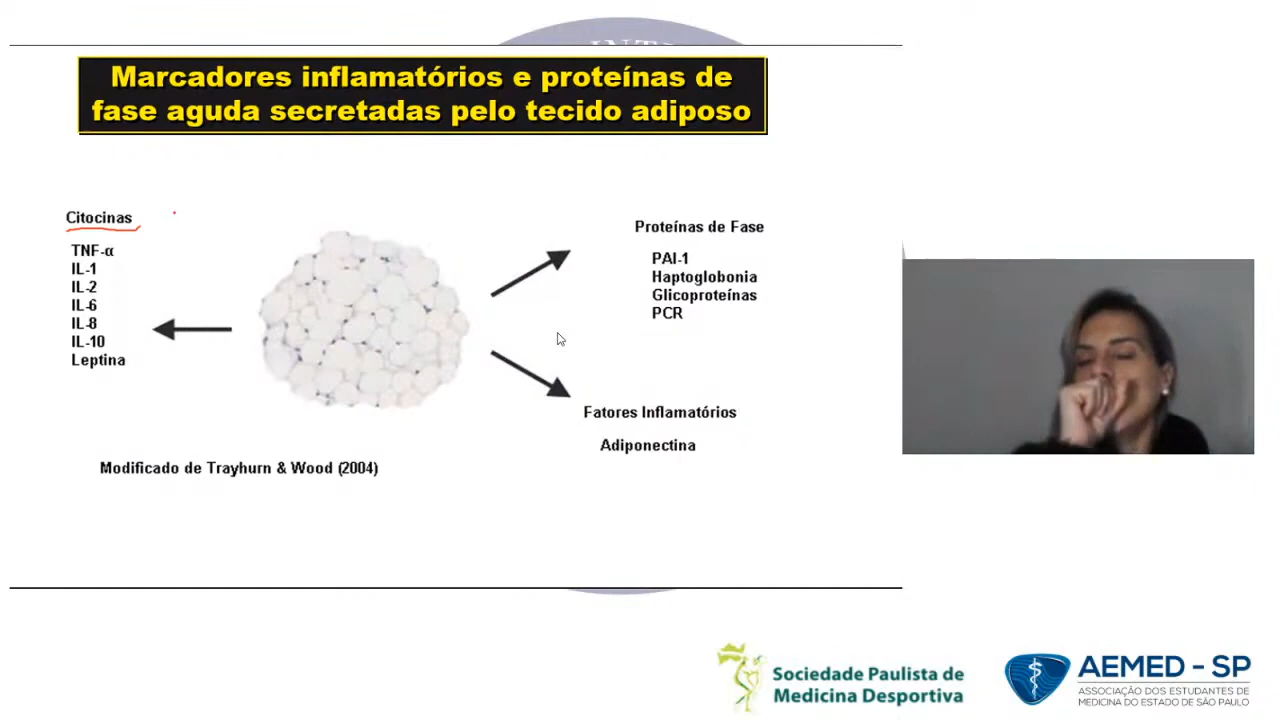 INT
Marcadores inflamatórios e proteínas de
fase aguda secretadas pelo tecido adiposo
Citocinas
TNF-α
IL-1
IL-2
IL-6
IL-8
IL-10
Leptina
Proteínas de Fase
PAI-1
Haptoglobonia
Glicoproteínas
PCR
Fatores Inflamatórios
Adiponectina
Modificado de Trayhurn & Wood (2004)
Sociedade Paulista de
Medicina Desportiva
AEMED - SP
ASSOCIAÇÃO DOS ESTUDANTES DE
MEDICINA DO ESTADO DE SÃO PAULO